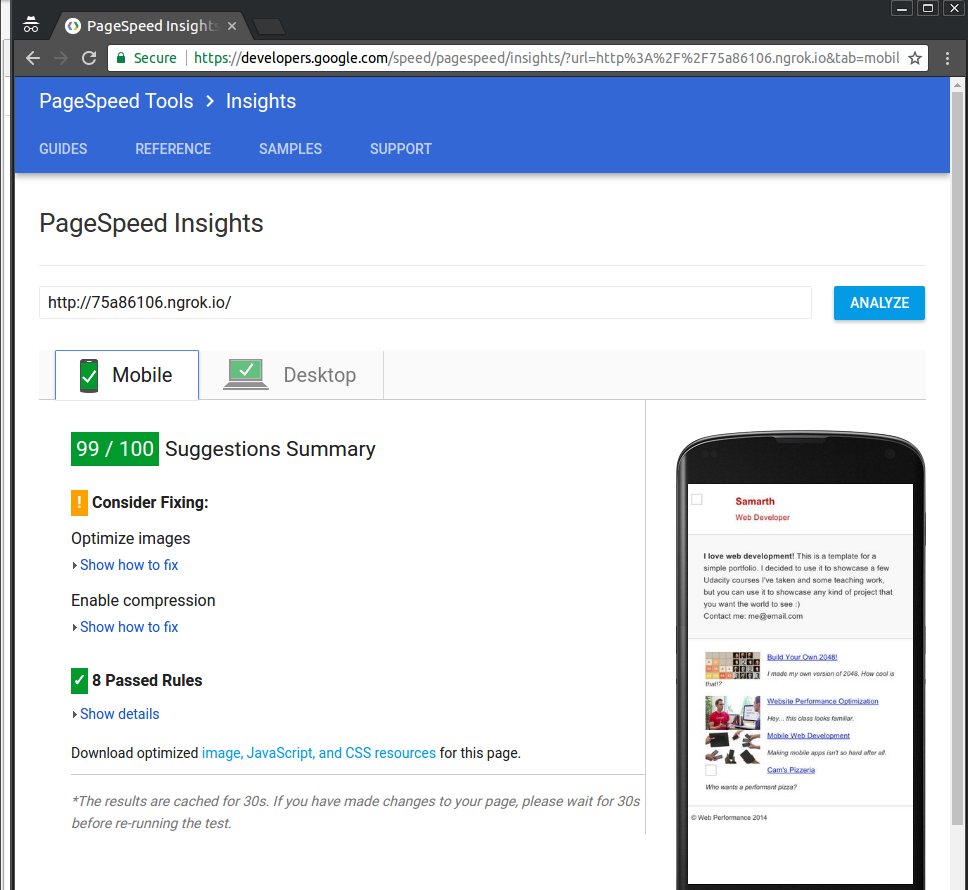 PageSpeed Insights
Secure https://developers.google.com/speed/pagespeed/insights/?url=http%3A%2F%2F75a86106.ngrok.io&tab=mobil
PageSpeed Tools > Insights
GUIDES REFERENCE SAMPLES SUPPORT
PageSpeed Insights
http://75a86106.ngrok.io/
ANALYZE
Mobile Desktop
99 / 100 Suggestions Summary
! Consider Fixing:
Optimize images
Show how to fix
Enable compression
Show how to fix
8 Passed Rules
Show details
Download optimized image, JavaScript, and CSS resources for this page.
*The results are cached for 30s. If you have made changes to your page, please wait for 30s
before re-running the test.
Samarth
Web Developer
I love web development! This is a template for a
simple portfolio. I decided to use it to showcase a few
Udacity courses I've taken and some teaching work,
but you can use it to showcase any kind of project that
you want the world to see :)
Contact me: me@email.com
Build Your Own 2048!
I made my own version of 2048. How cool is
that!?
Website Performance Optimization
Hey... this class looks familiar.
Mobile Web Development
Making mobile apps isn't so hard after all.
Cam's Pizzeria
Who wants a performent pizza?
© Web Performance 2014